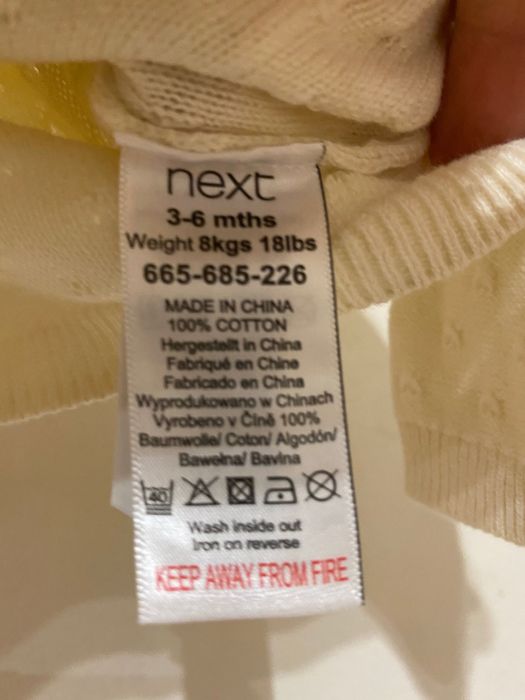 next
3-6 mths
Weight 8kgs 18lbs
665-685-226
MADE IN CHINA
100% COTTON
Hergestellt in China
Fabriqué en Chine
Fabricado en China
Wyprodukowano w Chinach
Vyrobeno v Číně 100%
Baumwolle/ Coton/ Algodón/
Bawełna/ Bavlna
40
Wash inside out
Iron on reverse
KEEP AWAY FROM FIRE